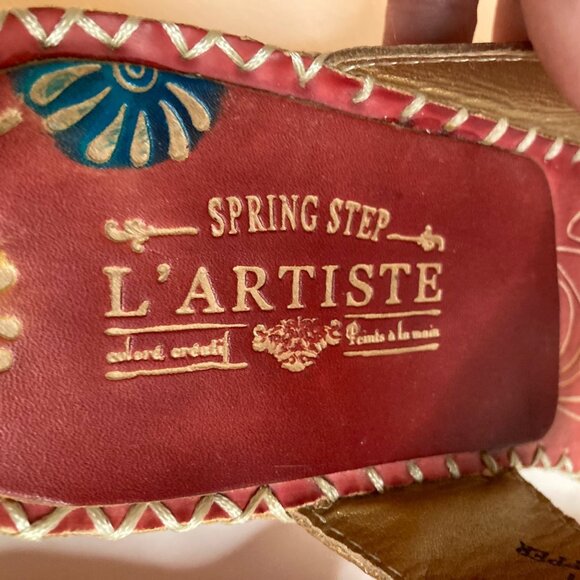 SPRING STEP
L'ARTISTE
coloré créatif
Peints à la main